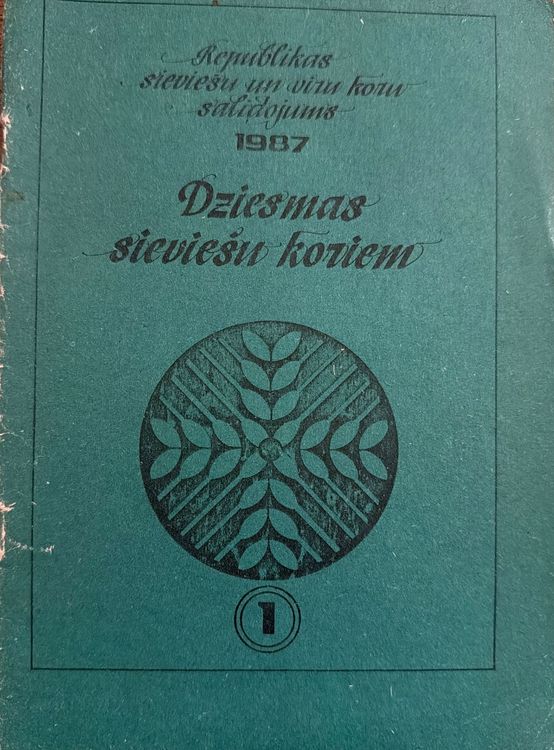 Republikas
sieviešu un vīru koru
salidojums
1987
Dziesmas
sieviešu koriem
1